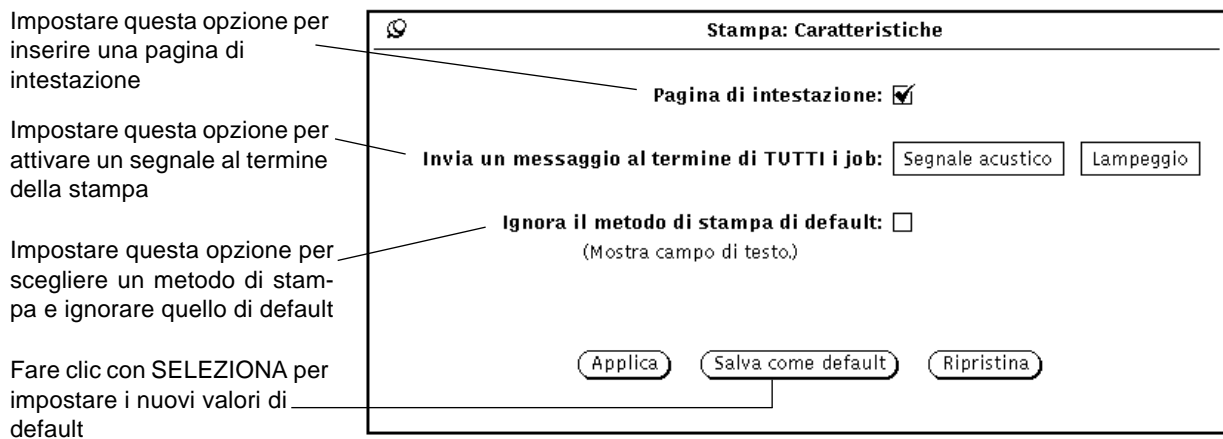 Impostare questa opzione per
inserire una pagina di
intestazione
Impostare questa opzione per
attivare un segnale al termine
della stampa
Impostare questa opzione per
scegliere un metodo di stam-
pa e ignorare quello di default
Fare clic con SELEZIONA per
impostare i nuovi valori di
default
Stampa: Caratteristiche
Pagina di intestazione:
Invia un messaggio al termine di TUTTI i job: Segnale acustico Lampeggio
Ignora il metodo di stampa di default:
(Mostra campo di testo.)
Applica Salva come default Ripristina